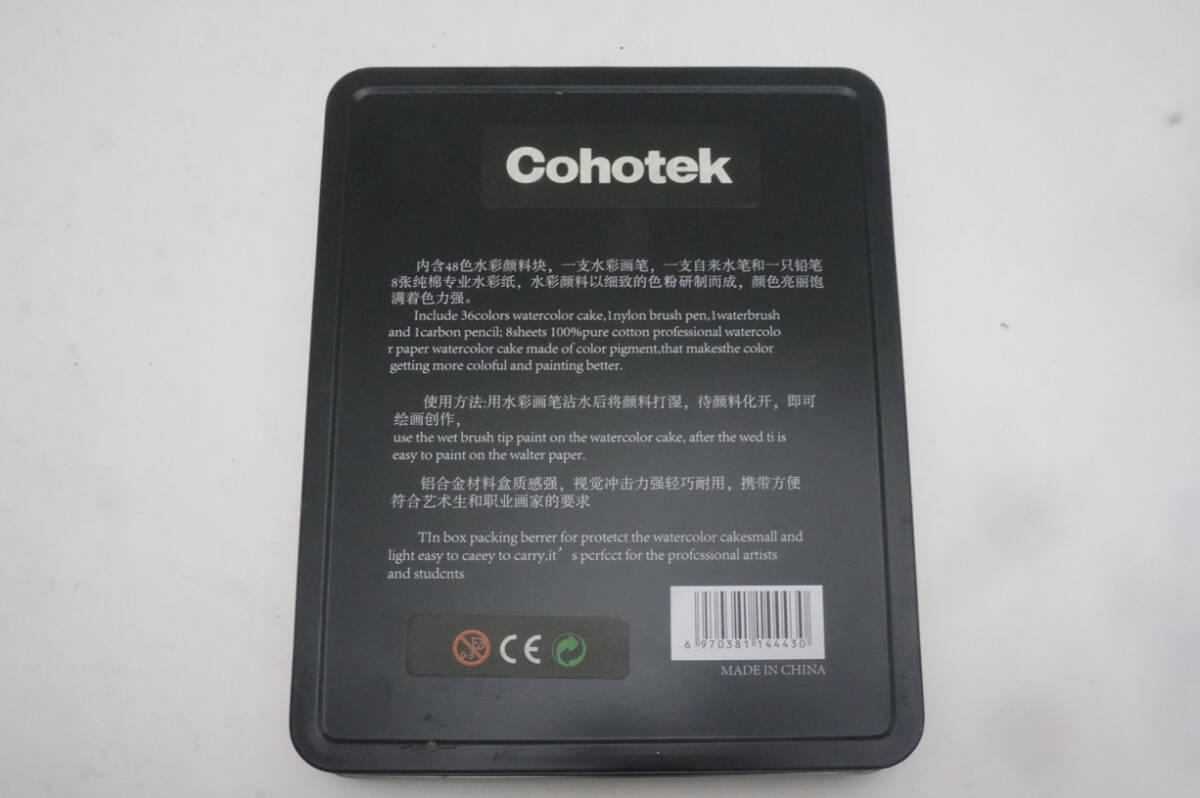 Cohotek
内含48色水彩颜料块，一支水彩画笔，一支自来水笔和一只铅笔
8张纯棉专业水彩纸，水彩颜料以细致的色粉研制而成，颜色亮丽饱
满着色力强。
Include 36colors watercolor cake,1nylon brush pen,1waterbrush
and 1carbon pencil; 8sheets 100%pure cotton professional watercolo
r paper watercolor cake made of color pigment,that makesthe color
getting more coloful and painting better.
使用方法:用水彩画笔沾水后将颜料打湿，待颜料化开，即可
绘画创作，
use the wet brush tip paint on the watercolor cake, after the wed ti is
easy to paint on the walter paper.
铝合金材料盒质感强，视觉冲击力强轻巧耐用，携带方便
符合艺术生和职业画家的要求
TIn box packing berrer for protetct the watercolor cakesmall and
light easy to caeey to carry,it’s pcrfcct for the profcssional artists
and studcnts
0-3 CE
6 970381 144430
MADE IN CHINA